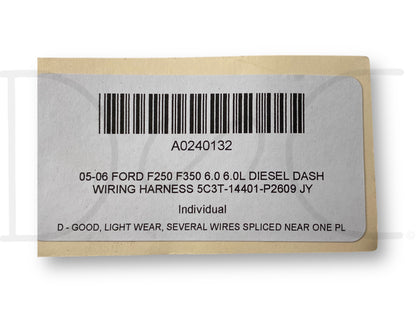 A0240132
05-06 FORD F250 F350 6.0 6.0L DIESEL DASH
WIRING HARNESS 5C3T-14401-P2609 JY
Individual
D - GOOD, LIGHT WEAR, SEVERAL WIRES SPLICED NEAR ONE PL